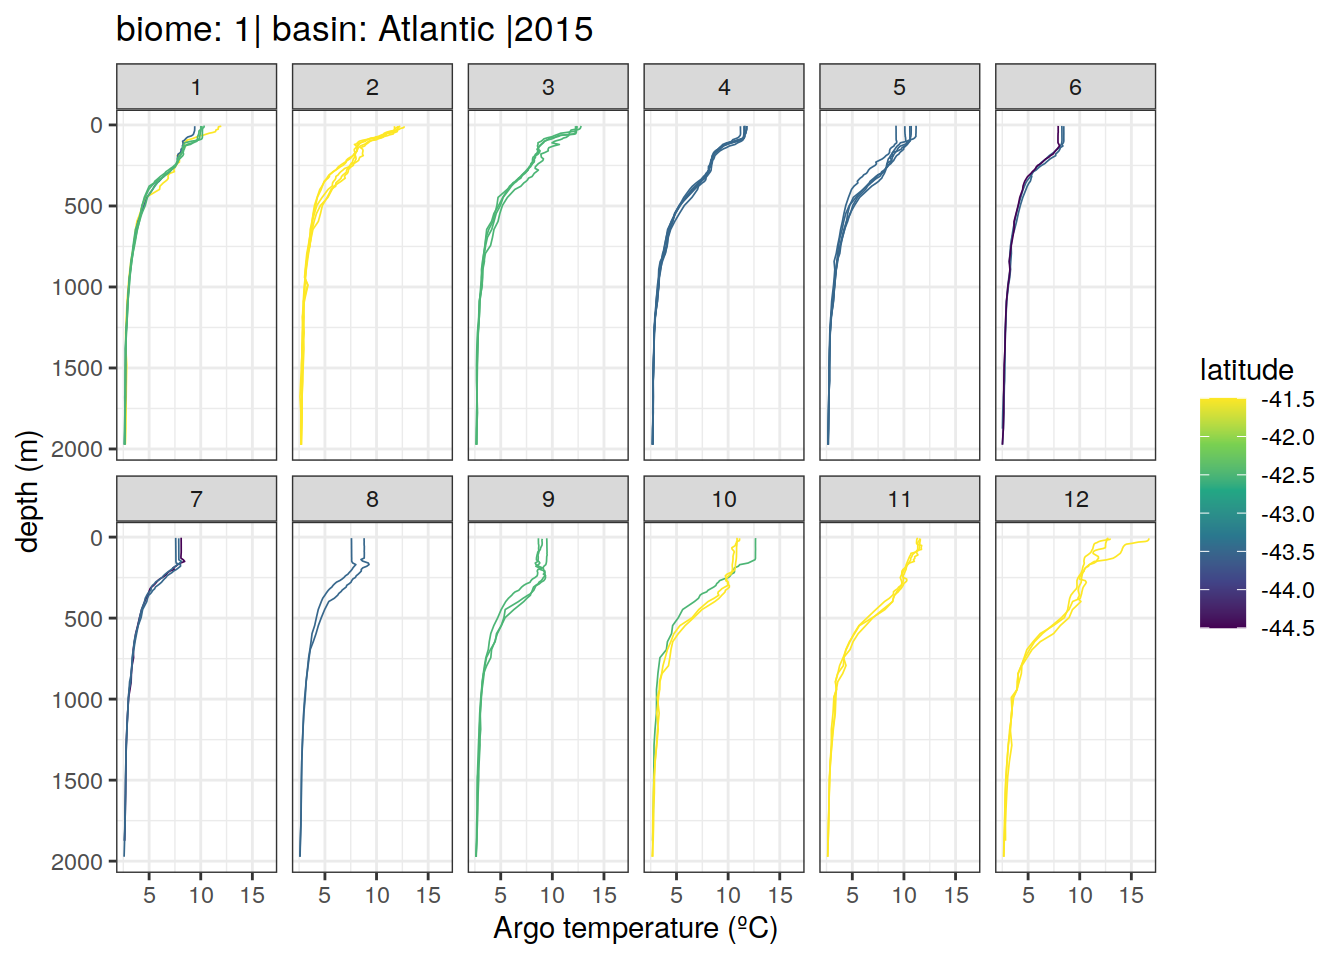 biome: 1| basin: Atlantic |2015
1 2 3 4 5 6
0
500
1000
1500
2000
7 8 9 10 11 12
0
500
1000
1500
2000
5 10 15 5 10 15 5 10 15 5 10 15 5 10 15 5 10 15
Argo temperature (ºC)
depth (m)
latitude
-41.5
-42.0
-42.5
-43.0
-43.5
-44.0
-44.5